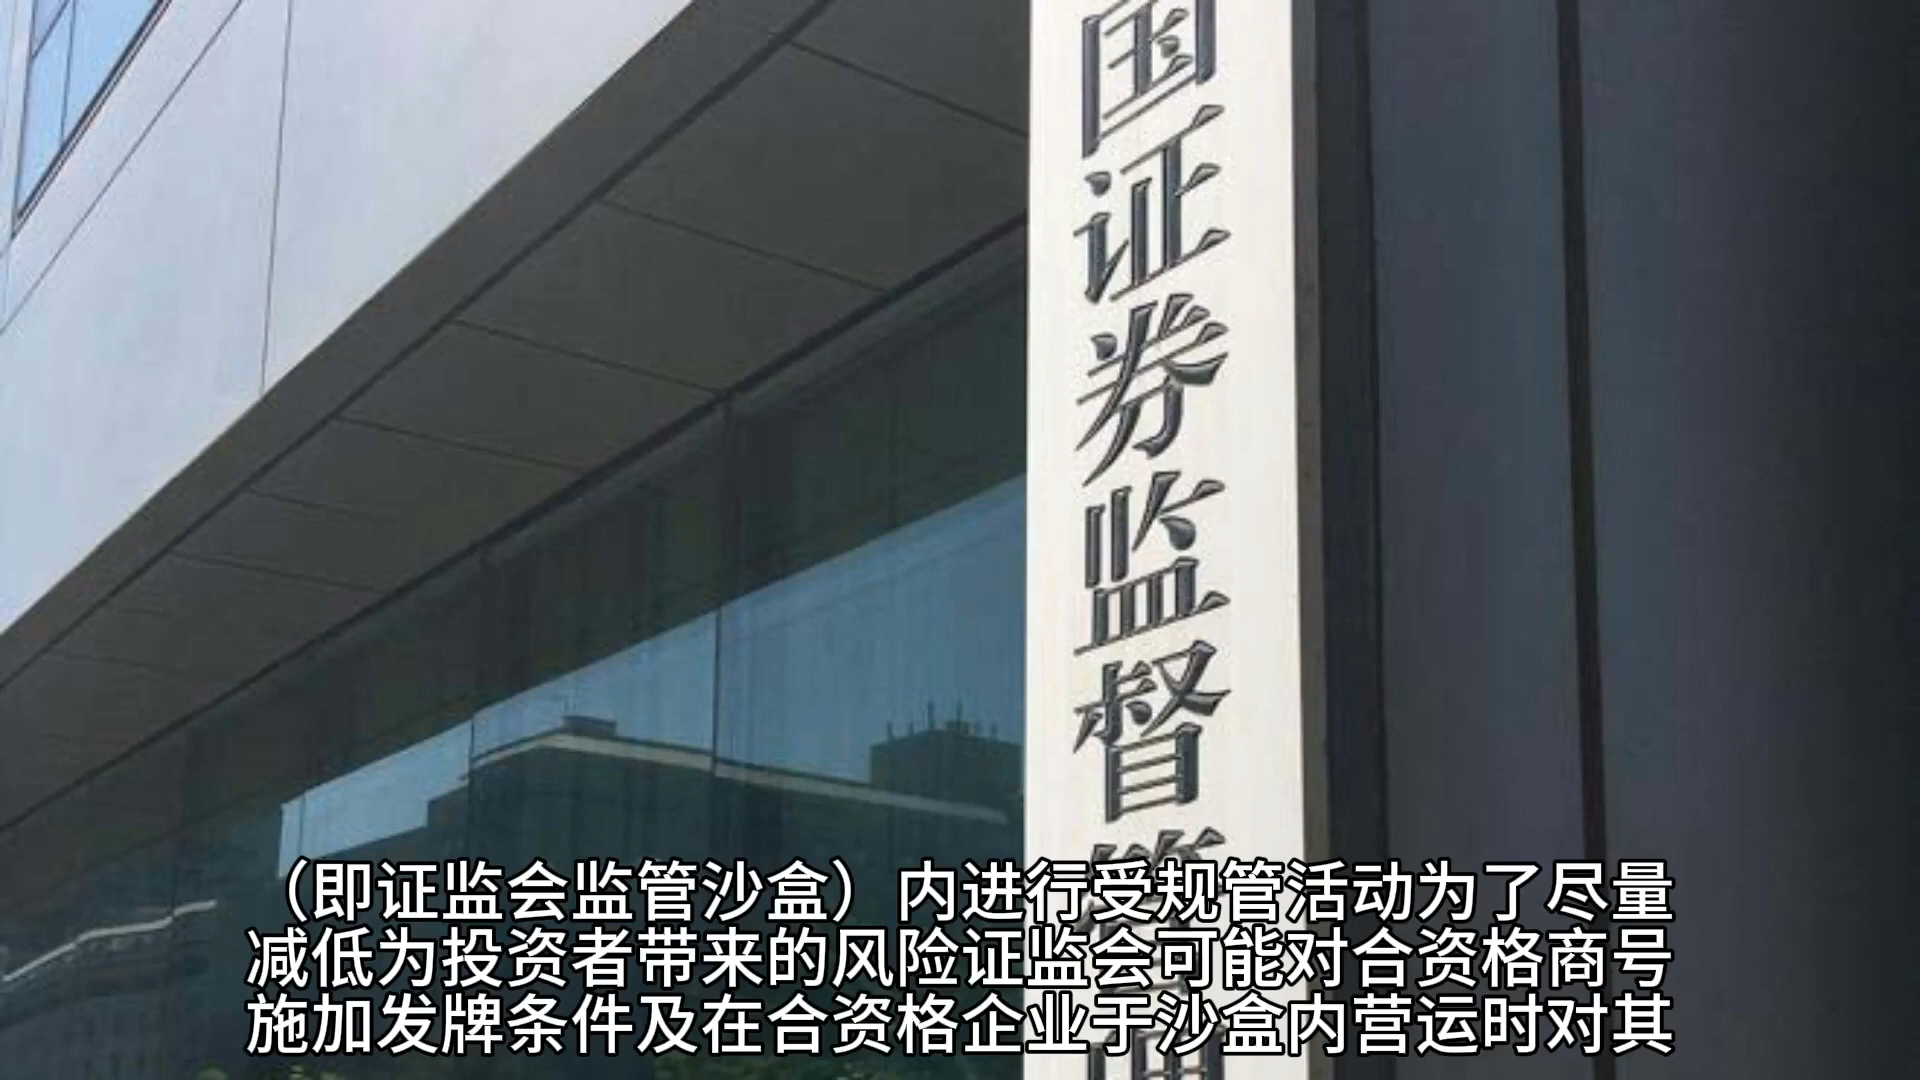 国证券监督管
（即证监会监管沙盒）内进行受规管活动为了尽量
减低为投资者带来的风险证监会可能对合资格商号
施加发牌条件及在合资格企业于沙盒内营运时对其